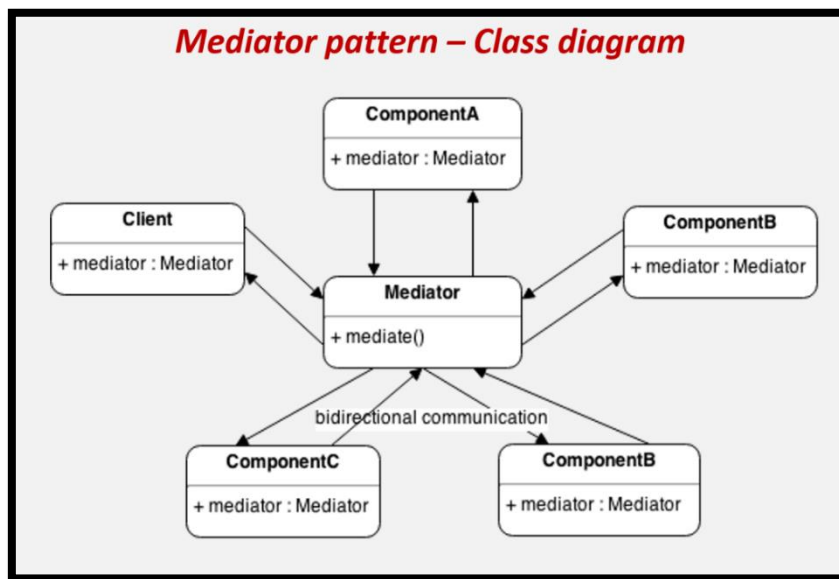 Mediator pattern – Class diagram
ComponentA
+ mediator : Mediator
Client
+ mediator : Mediator
ComponentB
+ mediator : Mediator
Mediator
+ mediate()
bidirectional communication
ComponentC
+ mediator : Mediator
ComponentB
+ mediator : Mediator